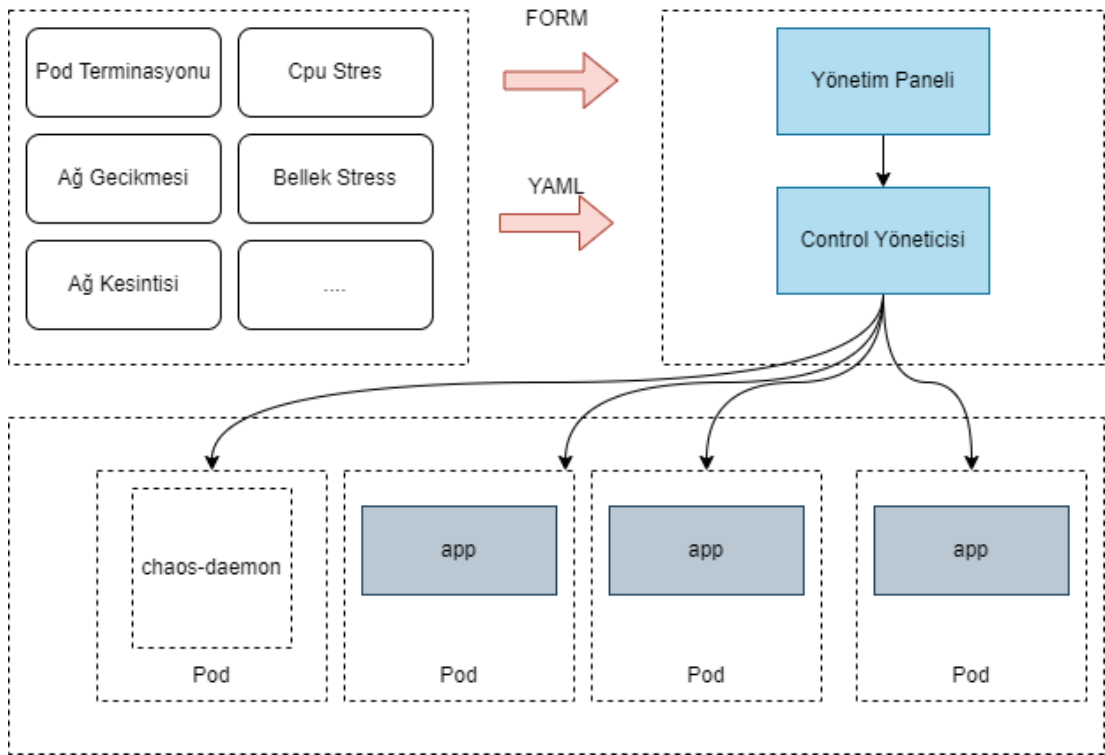 Pod Terminasyonu
Cpu Stres
Ağ Gecikmesi
Bellek Stress
Ağ Kesintisi
....
FORM
YAML
Yönetim Paneli
Control Yöneticisi
chaos-daemon
Pod
app
Pod
app
Pod
app
Pod